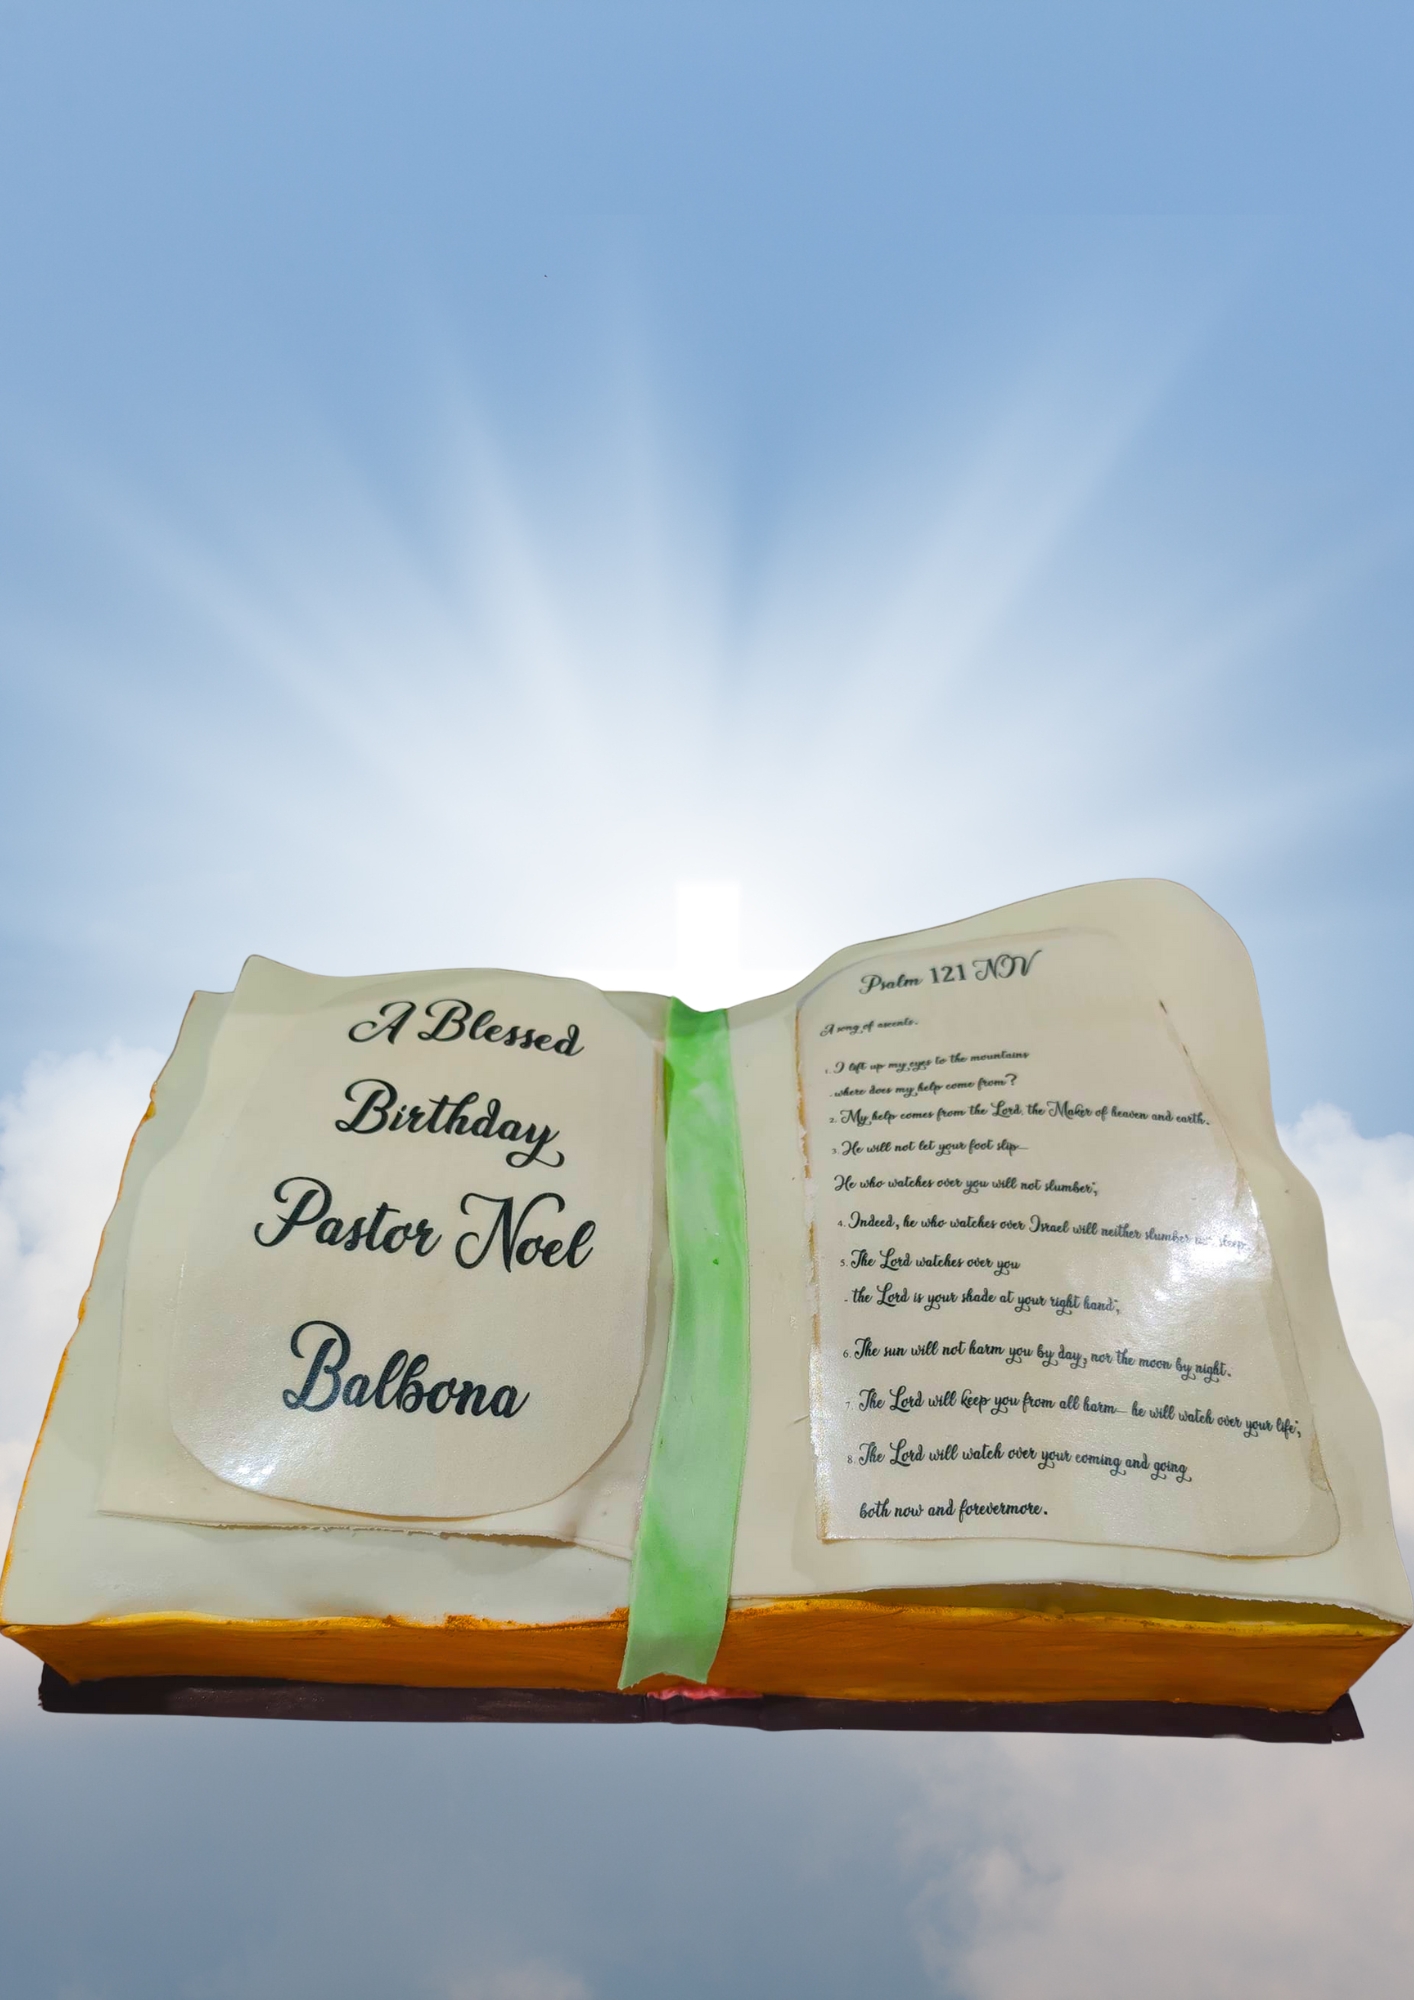 A Blessed
Birthday
Pastor Noel
Balbona
Psalm 121 NIV
A song of ascents.
1. I lift up my eyes to the mountains
- where does my help come from?
2. My help comes from the Lord, the Maker of heaven and earth.
3. He will not let your foot slip—
He who watches over you will not slumber;
4. Indeed, he who watches over Israel will neither slumber nor sleep.
5. The Lord watches over you
- the Lord is your shade at your right hand;
6. The sun will not harm you by day, nor the moon by night.
7. The Lord will keep you from all harm— he will watch over your life;
8. The Lord will watch over your coming and going
both now and forevermore.